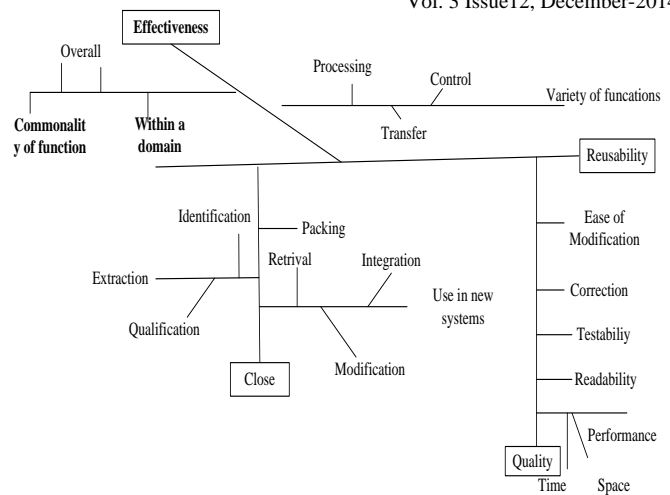 Vol. 3 Issue12, December-2014
Effectiveness
Overall
Processing
Control
Variety of funcations
Commonalit
y of function
Within a
domain
Transfer
Reusability
Identification
Packing
Ease of
Modification
Retrival
Integration
Extraction
Use in new
systems
Correction
Qualification
Testabiliy
Modification
Close
Readability
Performance
Quality
Time
Space